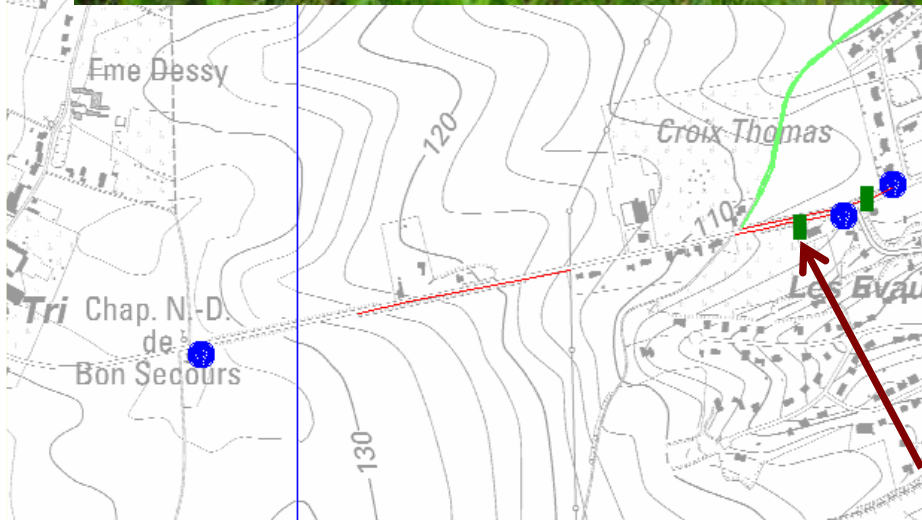 Fme Dessy
120
Croix Thomas
110
Tri
Chap. N.-D.
de
Bon Secours
Les Evau
130